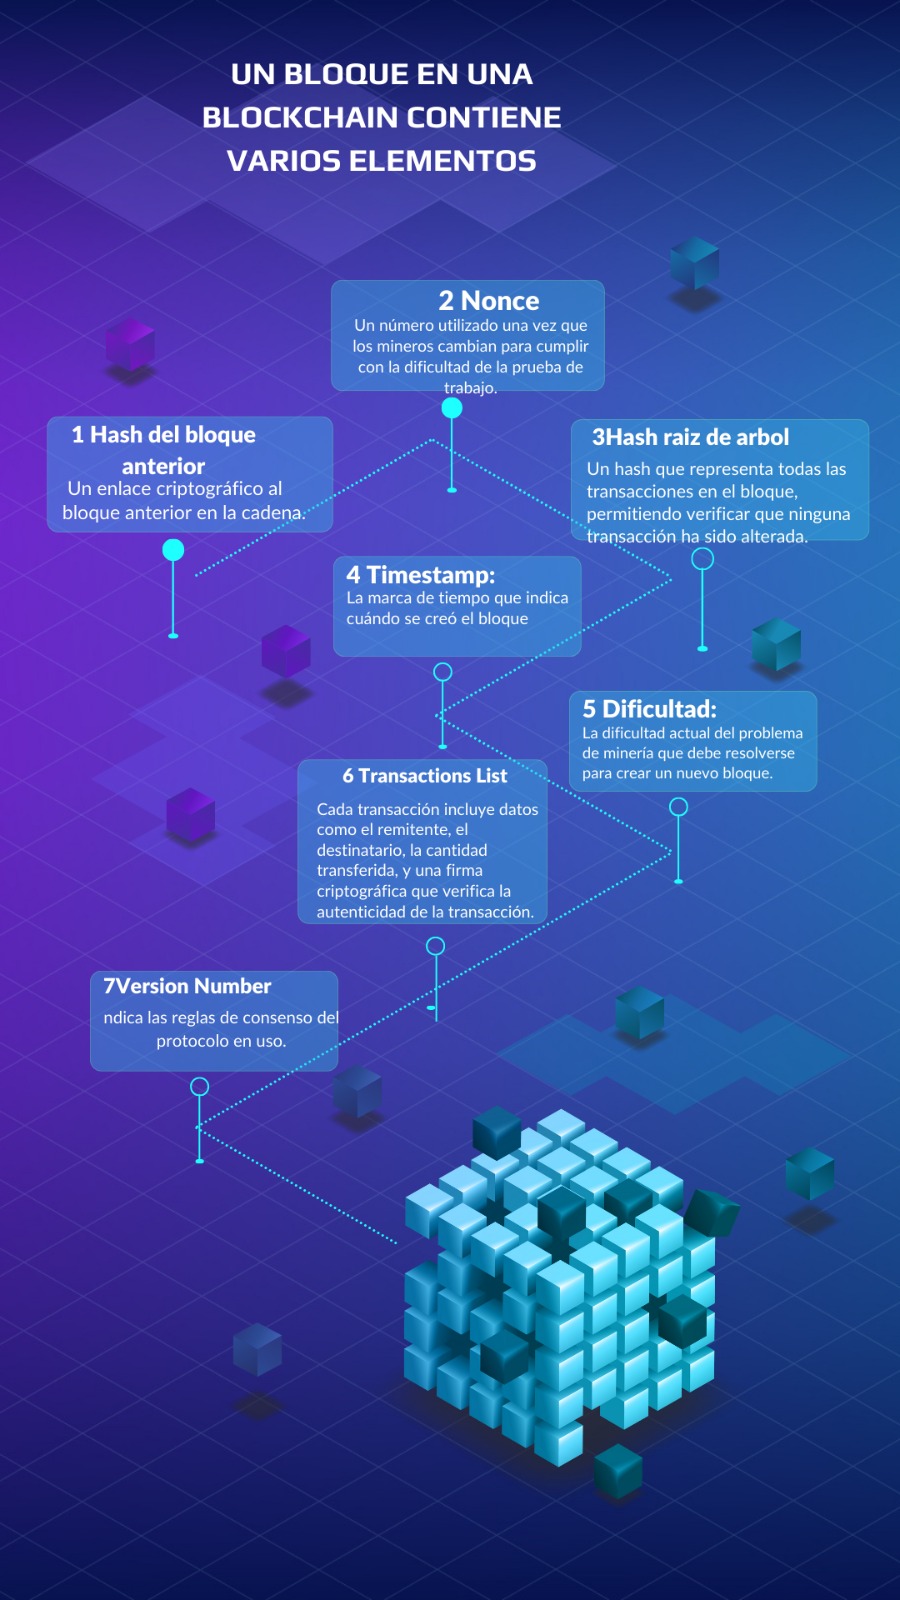 UN BLOQUE EN UNA
BLOCKCHAIN CONTIENE
VARIOS ELEMENTOS
1 Hash del bloque
anterior
Un enlace criptográfico al
bloque anterior en la cadena.
2 Nonce
Un número utilizado una vez que
los mineros cambian para cumplir
con la dificultad de la prueba de
trabajo.
3Hash raiz de arbol
Un hash que representa todas las
transacciones en el bloque,
permitiendo verificar que ninguna
transacción ha sido alterada.
4 Timestamp:
La marca de tiempo que indica
cuándo se creó el bloque
5 Dificultad:
La dificultad actual del problema
de minería que debe resolverse
para crear un nuevo bloque.
6 Transactions List
Cada transacción incluye datos
como el remitente, el
destinatario, la cantidad
transferida, y una firma
criptográfica que verifica la
autenticidad de la transacción.
7Version Number
ndica las reglas de consenso del
protocolo en uso.